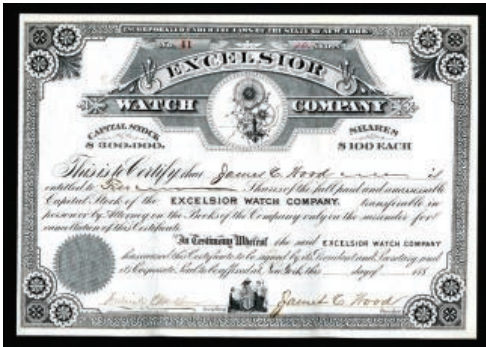 INCORPORATED UNDER THE LAWS OF THE STATE OF NEW YORK.
No. 41
EXCELSIOR
WATCH COMPANY
CAPITAL STOCK
$ 300.000.
SHARES
$ 100 EACH
This is to Certify that James C. Wood is
entitled to Shares of the full paid and unassessable
Capital Stock of the EXCELSIOR WATCH COMPANY. transferable in
person or by Attorney on the Books of the Company only on the surrender for
cancellation of this Certificate.
In Testimony Whereof the said EXCELSIOR WATCH COMPANY
has caused this Certificate to be signed by its President and Secretary and
its Corporate Seal to be affixed at New York this day of 188
James C. Wood